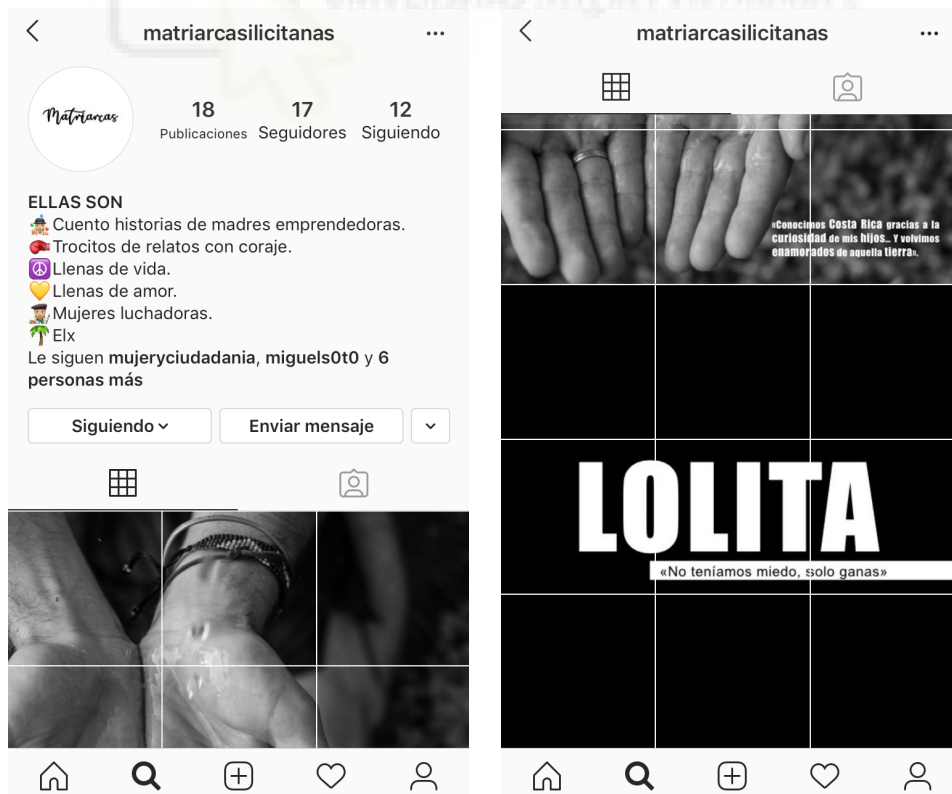 matriarcasilicitanas
Matriarcas
18 17 12
Publicaciones Seguidores Siguiendo
ELLAS SON
Cuento historias de madres emprendedoras.
Trocitos de relatos con coraje.
Llenas de vida.
Llenas de amor.
Mujeres luchadoras.
Elx
Le siguen mujeryciudadania, miguels0t0 y 6
personas más
Siguiendo Enviar mensaje
matriarcasilicitanas
«Conocimos Costa Rica gracias a la
curiosidad de mis hijos... Y volvimos
enamorados de aquella tierra».
LOLITA
«No teníamos miedo, solo ganas»